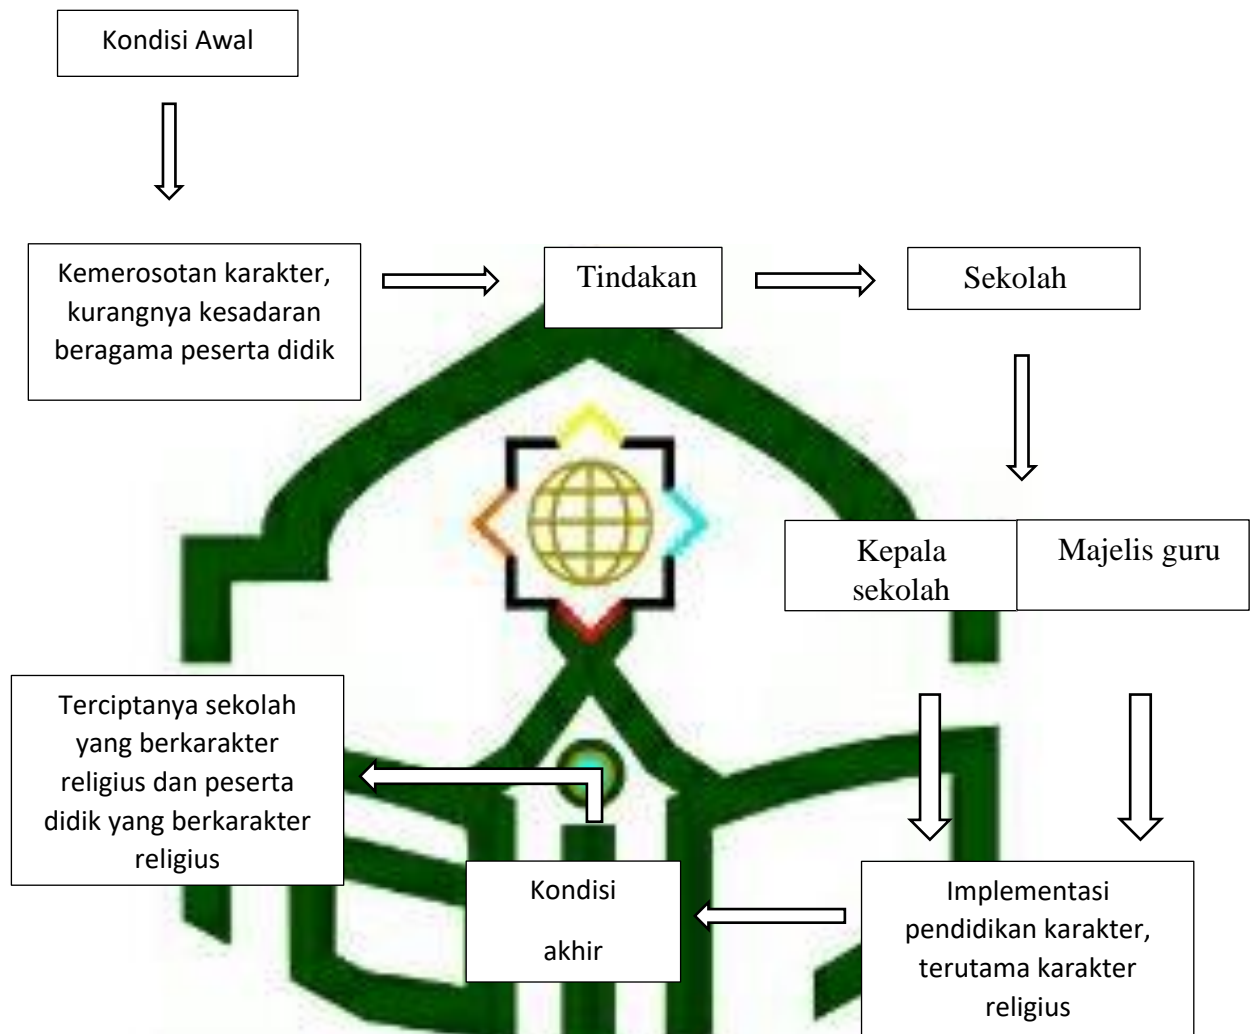 Kondisi Awal
Kemerosotan karakter,
kurangnya kesadaran
beragama peserta didik
Tindakan
Sekolah
Kepala
sekolah
Majelis guru
Terciptanya sekolah
yang berkarakter
religius dan peserta
didik yang berkarakter
religius
Kondisi
akhir
Implementasi
pendidikan karakter,
terutama karakter
religius